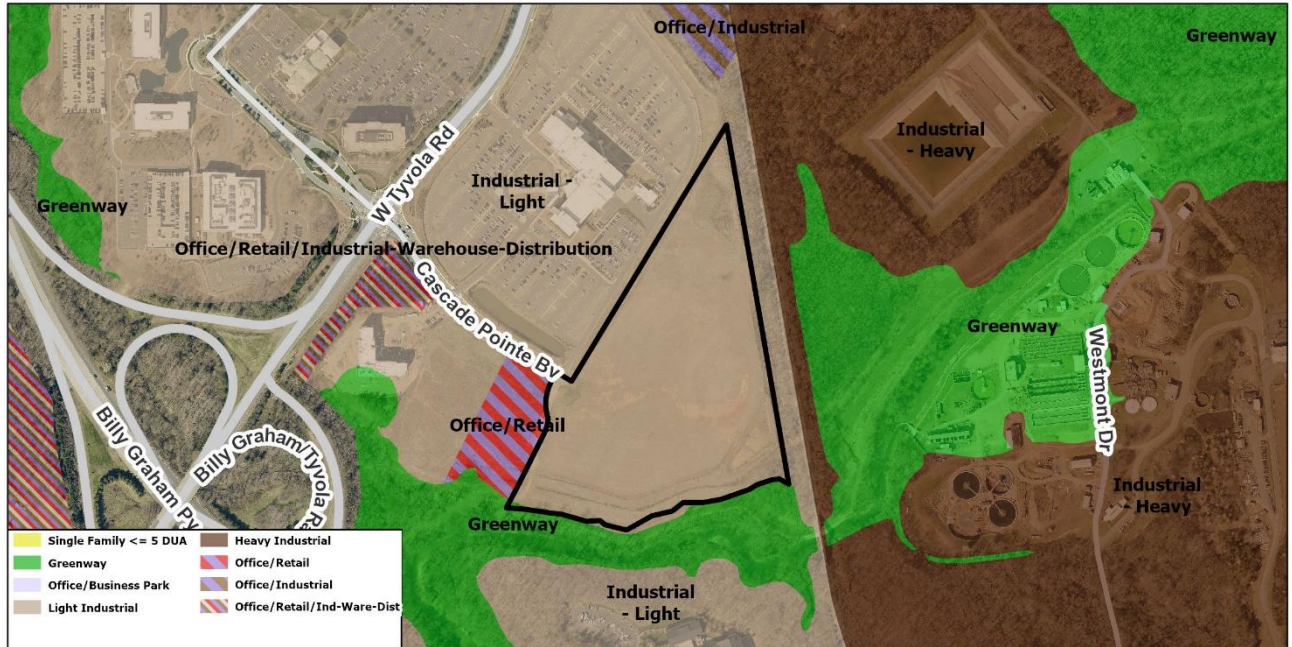 Office/Industrial
Greenway
Industrial
- Heavy
W Tyvola Rd
Industrial -
Light
Greenway
Office/Retail/Industrial-Warehouse-Distribution
Cascade Pointe Bv
Greenway
Westmont Dr
Office/Retail
Billy Graham Py
Billy Graham/Tyvola Ra
Industrial
- Heavy
Greenway
Industrial
- Light
Single Family <= 5 DUA
Greenway
Office/Business Park
Light Industrial
Heavy Industrial
Office/Retail
Office/Industrial
Office/Retail/Ind-Ware-Dist